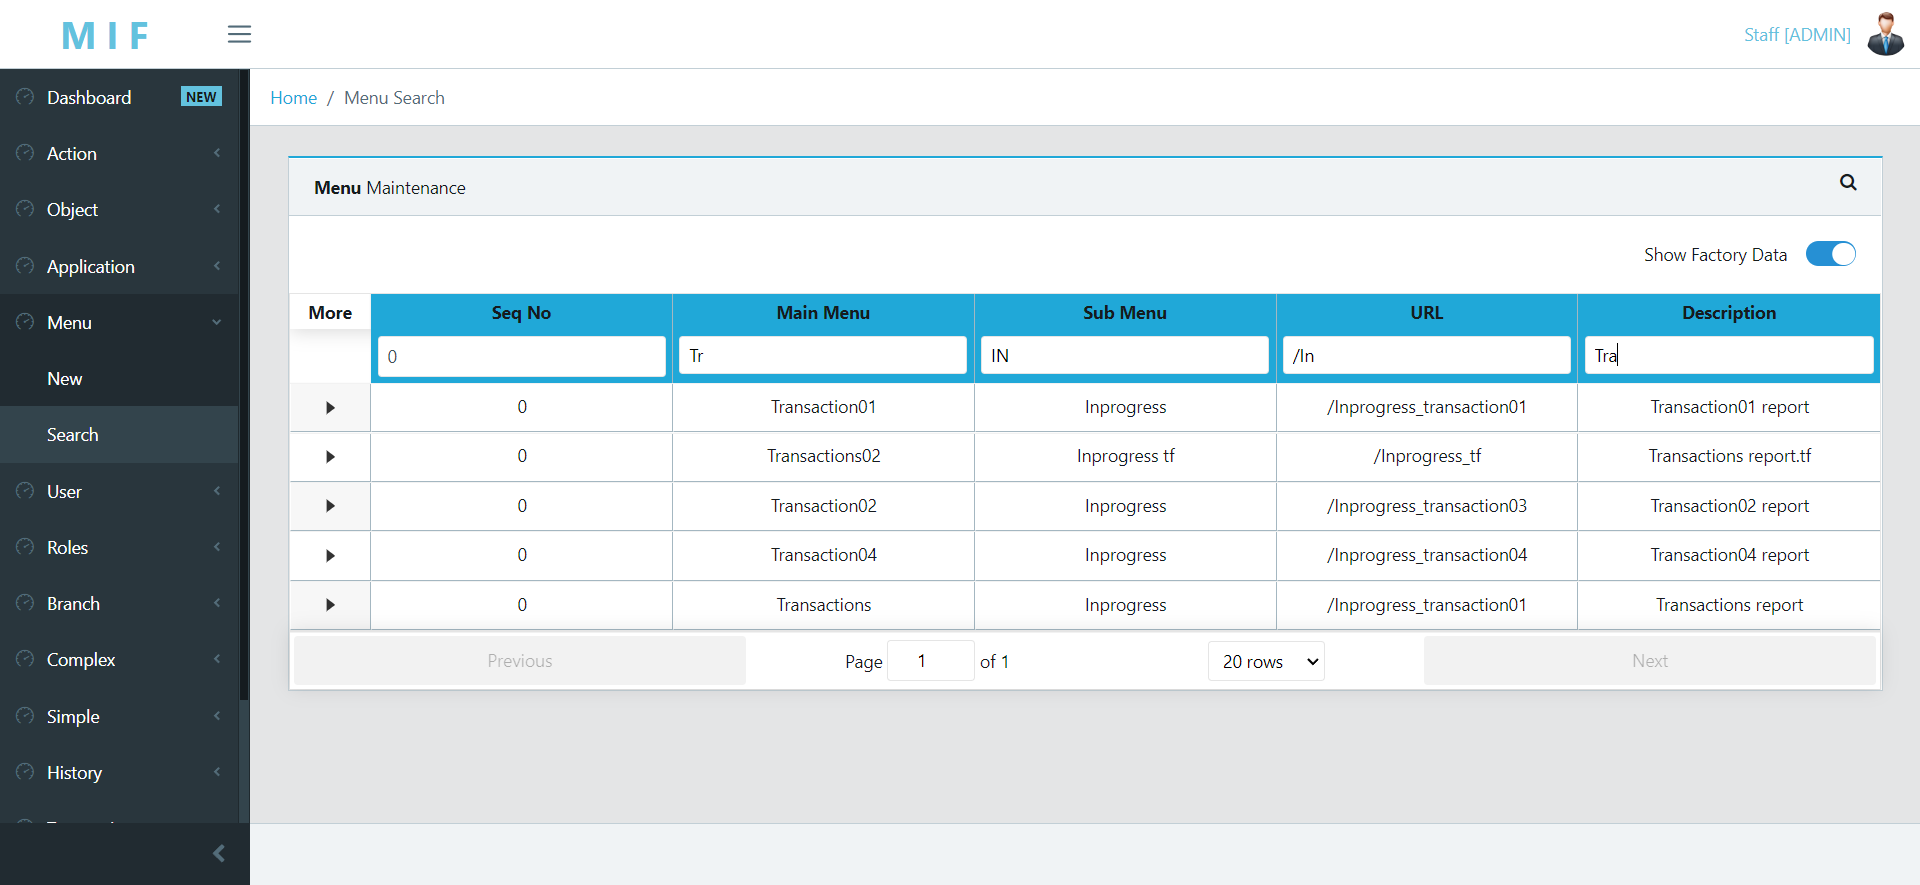 M I F
Staff [ADMIN]
Dashboard NEW
Home / Menu Search
Action
Object
Application
Menu
New
Search
User
Roles
Branch
Complex
Simple
History
Menu Maintenance
Show Factory Data
More Seq No Main Menu Sub Menu URL Description
0 Tr IN /In Tra
0 Transaction01 Inprogress /Inprogress_transaction01 Transaction01 report
0 Transactions02 Inprogress tf /Inprogress_tf Transactions report.tf
0 Transaction02 Inprogress /Inprogress_transaction03 Transaction02 report
0 Transaction04 Inprogress /Inprogress_transaction04 Transaction04 report
0 Transactions Inprogress /Inprogress_transaction01 Transactions report
Previous Page 1 of 1 20 rows Next